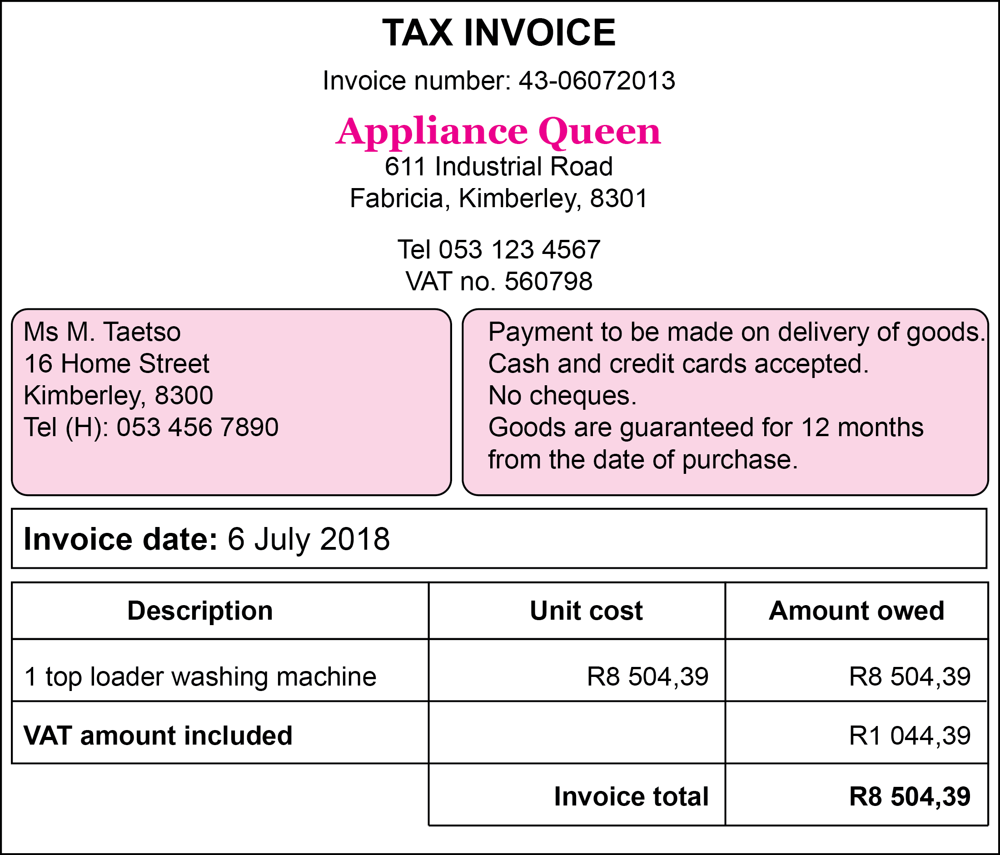 TAX INVOICE
Invoice number: 43-06072013
Appliance Queen
611 Industrial Road
Fabricia, Kimberley, 8301
Tel 053 123 4567
VAT no. 560798
Ms M. Taetso
16 Home Street
Kimberley, 8300
Tel (H): 053 456 7890
Payment to be made on delivery of goods.
Cash and credit cards accepted.
No cheques.
Goods are guaranteed for 12 months
from the date of purchase.
Invoice date: 6 July 2018
Description Unit cost Amount owed
1 top loader washing machine R8 504,39 R8 504,39
VAT amount included R1 044,39
Invoice total R8 504,39